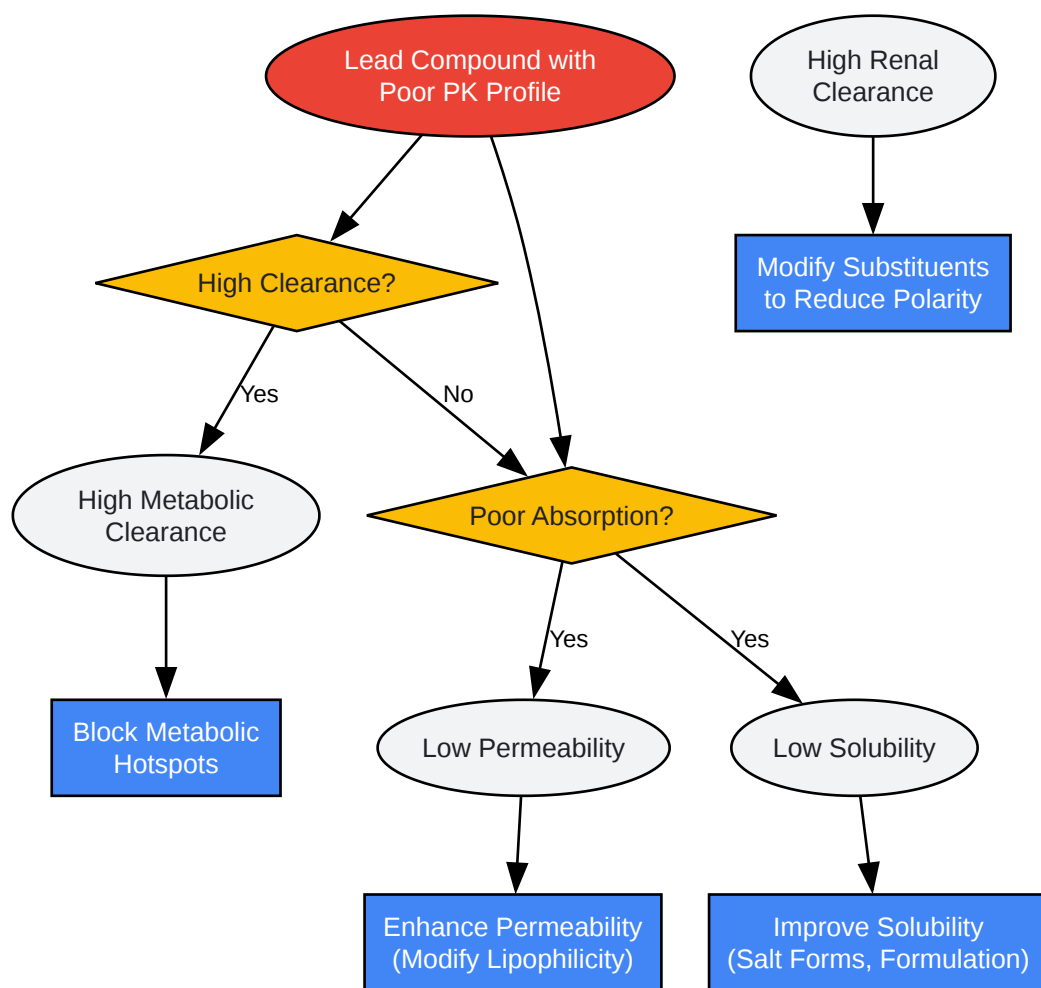 Lead Compound with
Poor PK Profile
High Renal
Clearance
High Clearance?
Modify Substituents
to Reduce Polarity
Yes
No
High Metabolic
Clearance
Poor Absorption?
Yes
Yes
Block Metabolic
Hotspots
Low Permeability
Low Solubility
Enhance Permeability
(Modify Lipophilicity)
Improve Solubility
(Salt Forms, Formulation)